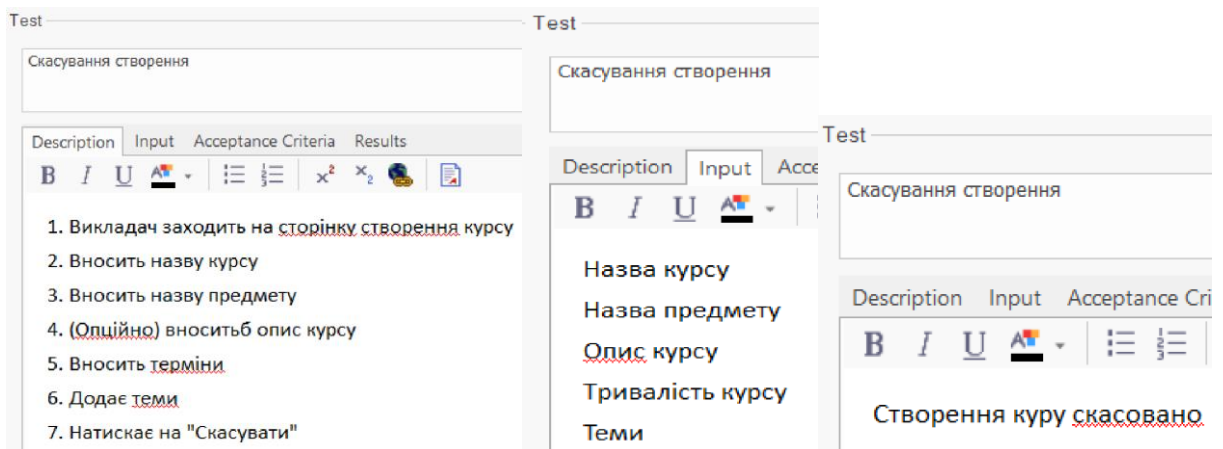 Test
Скасування створення
Description Input Acceptance Criteria Results
B I U A x² x₂
1. Викладач заходить на сторінку створення курсу
2. Вносить назву курсу
3. Вносить назву предмету
4. (Опційно) вноситьб опис курсу
5. Вносить терміни
6. Додає теми
7. Натискає на "Скасувати"
Test
Скасування створення
Description Input Acce
B I U A
Назва курсу
Назва предмету
Опис курсу
Тривалість курсу
Теми
Test
Скасування створення
Description Input Acceptance Cri
B I U A
Створення куру скасовано